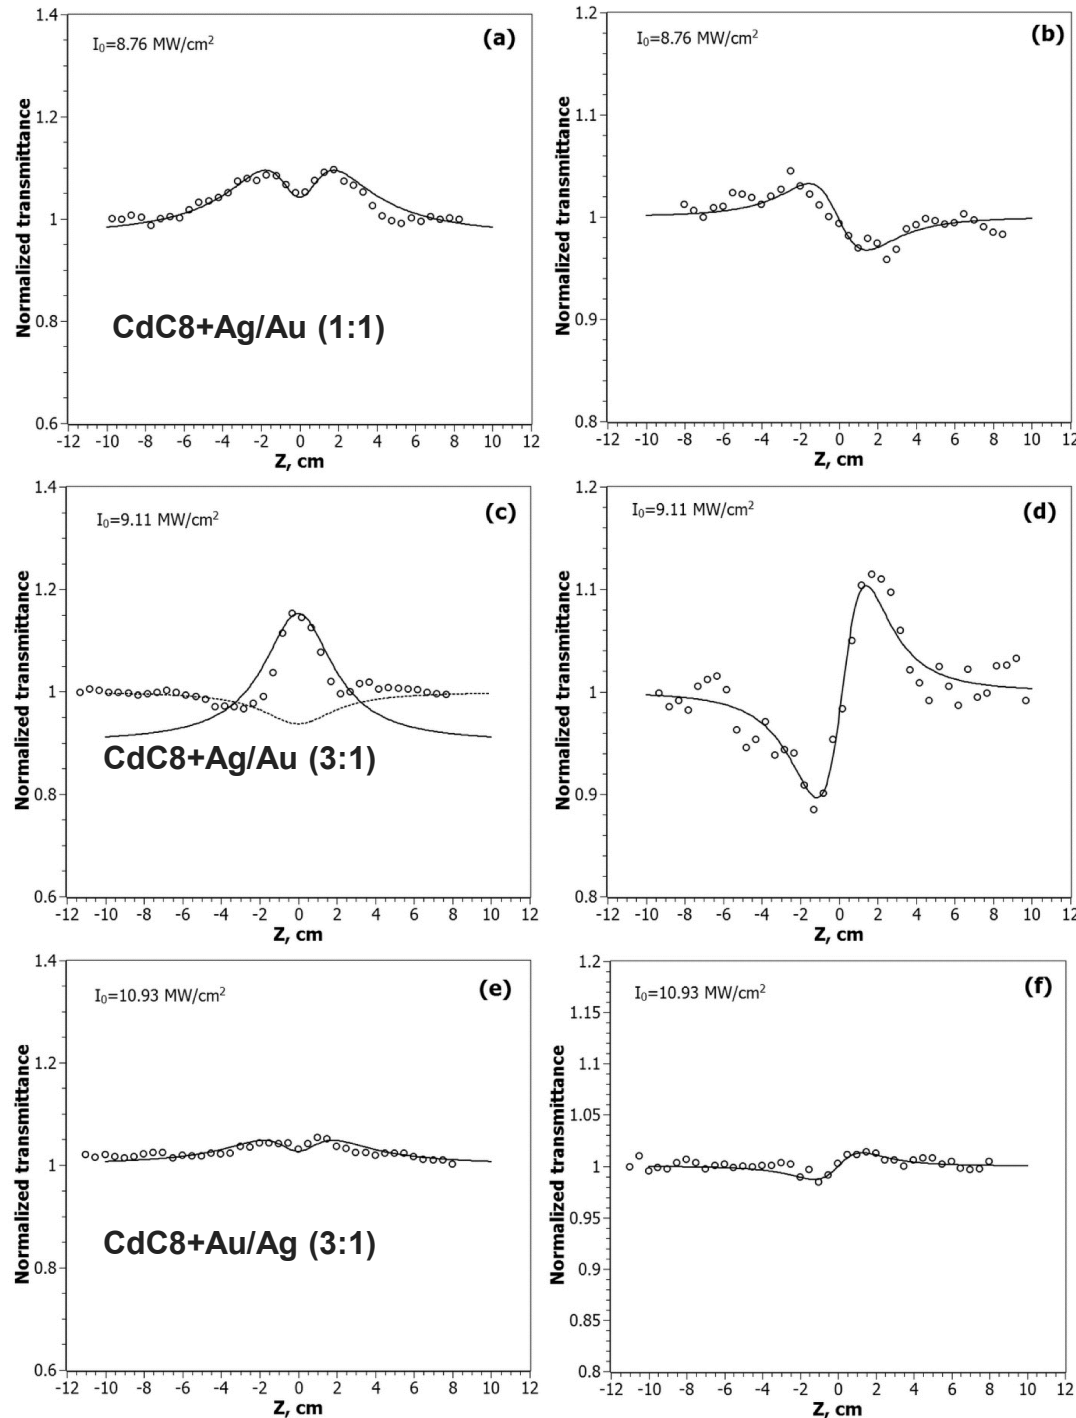 (a)
I₀=8.76 MW/cm²
Normalized transmittance
1.4
1.2
1
0.8
0.6
CdC8+Ag/Au (1:1)
-12 -10 -8 -6 -4 -2 0 2 4 6 8 10 12
Z, cm
(b)
I₀=8.76 MW/cm²
Normalized transmittance
1.2
1.1
1
0.9
0.8
-12 -10 -8 -6 -4 -2 0 2 4 6 8 10 12
Z, cm
(c)
I₀=9.11 MW/cm²
Normalized transmittance
1.4
1.2
1
0.8
0.6
CdC8+Ag/Au (3:1)
-12 -10 -8 -6 -4 -2 0 2 4 6 8 10 12
Z, cm
(d)
I₀=9.11 MW/cm²
Normalized transmittance
1.2
1.1
1
0.9
0.8
-12 -10 -8 -6 -4 -2 0 2 4 6 8 10 12
Z, cm
(e)
I₀=10.93 MW/cm²
Normalized transmittance
1.4
1.2
1
0.8
0.6
CdC8+Au/Ag (3:1)
-12 -10 -8 -6 -4 -2 0 2 4 6 8 10 12
Z, cm
(f)
I₀=10.93 MW/cm²
Normalized transmittance
1.2
1.15
1.1
1.05
1
0.95
0.9
0.85
0.8
-12 -10 -8 -6 -4 -2 0 2 4 6 8 10 12
Z, cm